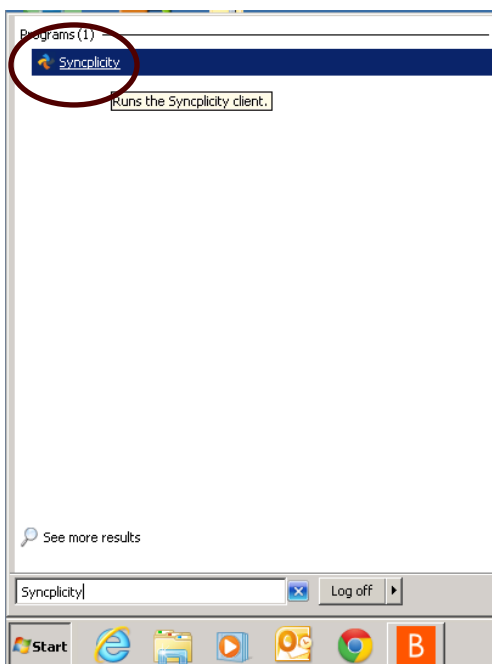 Programs (1)
Syncplicity
Runs the Syncplicity client.
See more results
Syncplicity
Log off
Start
B